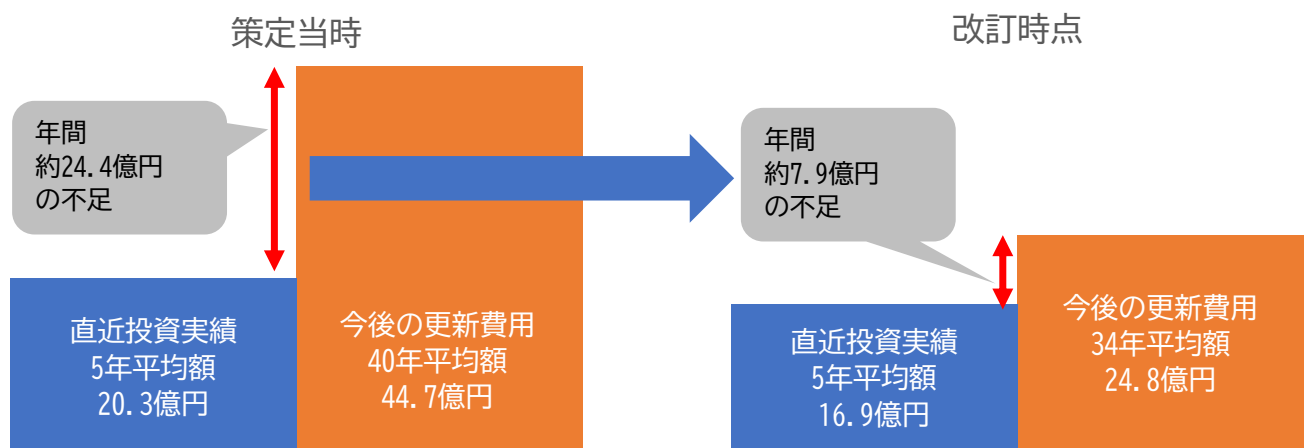 策定当時
年間
約24.4億円
の不足
直近投資実績
5年平均額
20.3億円
今後の更新費用
40年平均額
44.7億円
改訂時点
年間
約7.9億円
の不足
直近投資実績
5年平均額
16.9億円
今後の更新費用
34年平均額
24.8億円